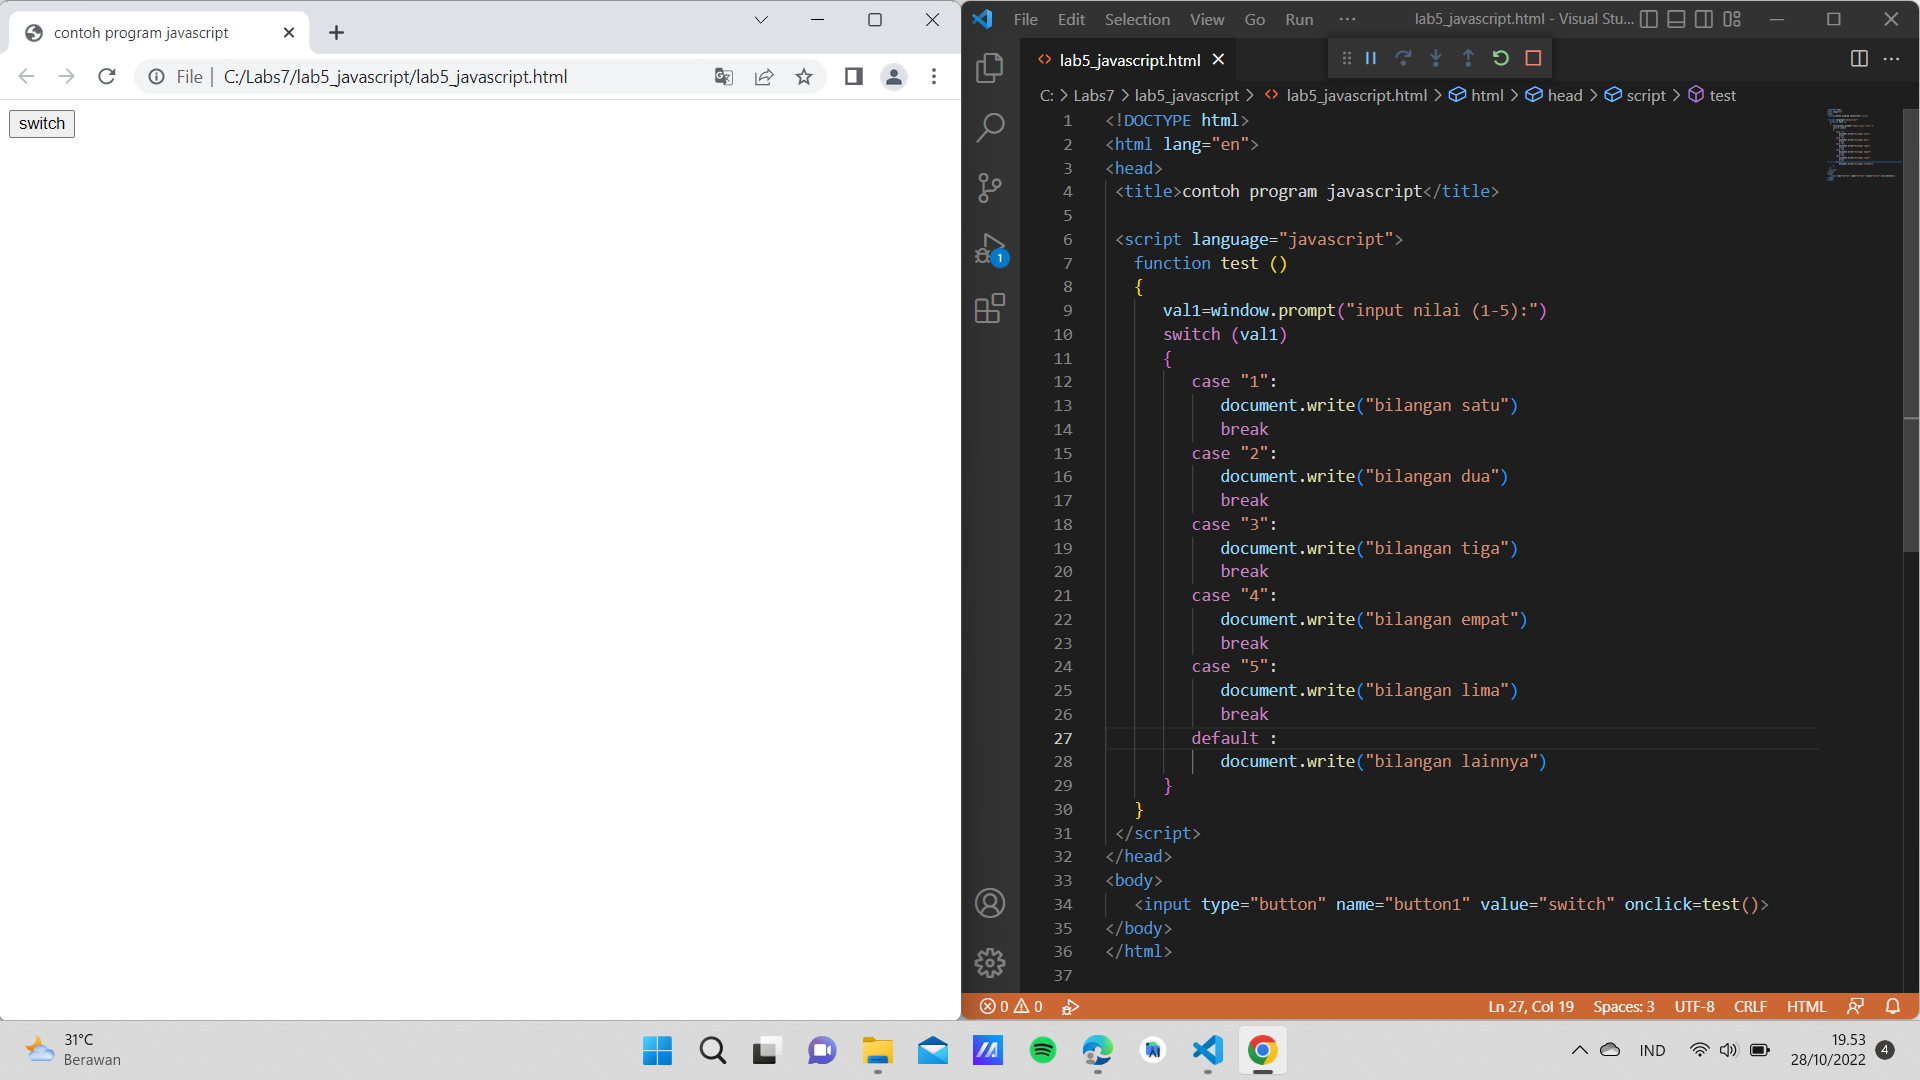 contoh program javascript
File
C:/Labs7/lab5_javascript/lab5_javascript.html
switch
File Edit Selection View Go Run ··· lab5_javascript.html - Visual Stu...
lab5_javascript.html
C: > Labs7 > lab5_javascript > lab5_javascript.html > html > head > script > test
1 <!DOCTYPE html>
2 <html lang="en">
3 <head>
4 <title>contoh program javascript</title>
5
6 <script language="javascript">
7 function test ()
8 {
9 val1=window.prompt("input nilai (1-5):")
10 switch (val1)
11 {
12 case "1":
13 document.write("bilangan satu")
14 break
15 case "2":
16 document.write("bilangan dua")
17 break
18 case "3":
19 document.write("bilangan tiga")
20 break
21 case "4":
22 document.write("bilangan empat")
23 break
24 case "5":
25 document.write("bilangan lima")
26 break
27 default :
28 document.write("bilangan lainnya")
29 }
30 }
31 </script>
32 </head>
33 <body>
34 <input type="button" name="button1" value="switch" onclick=test()>
35 </body>
36 </html>
37
1
0 0
Ln 27, Col 19 Spaces: 3 UTF-8 CRLF HTML
31°C
Berawan
IND
19.53
28/10/2022
4